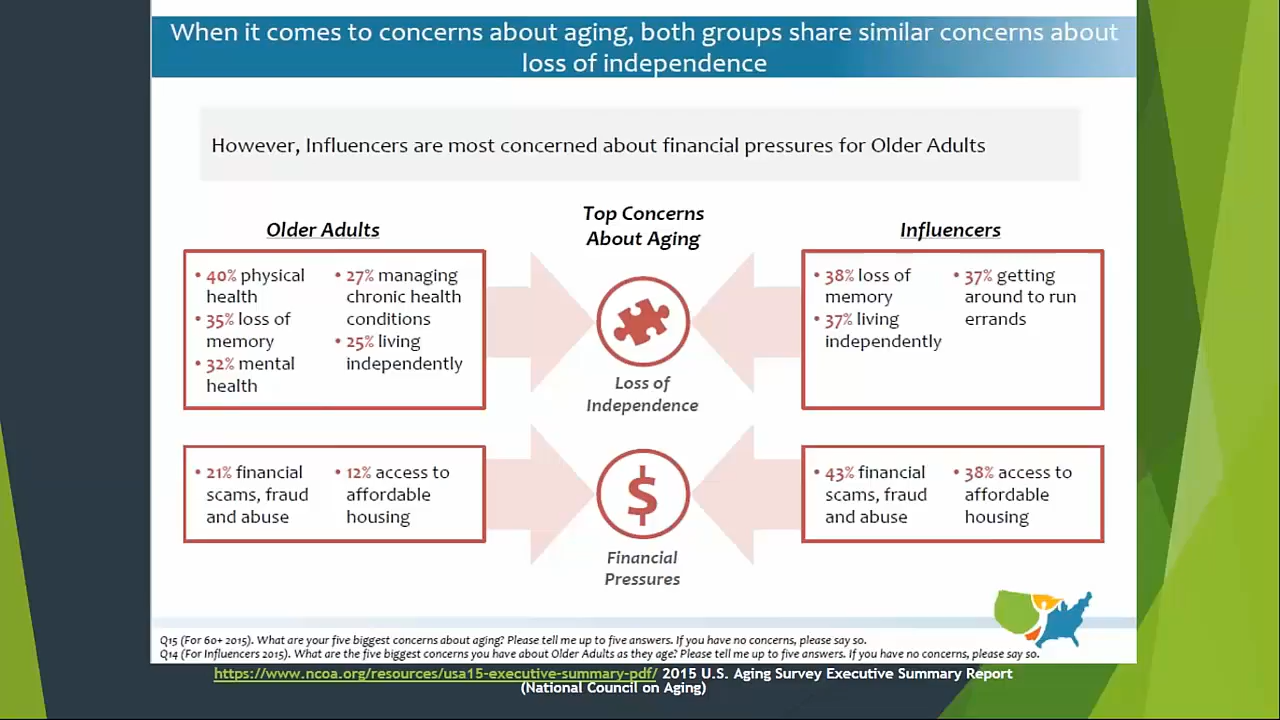 When it comes to concerns about aging, both groups share similar concerns about
loss of independence
However, Influencers are most concerned about financial pressures for Older Adults
Older Adults
• 40% physical
health
• 35% loss of
memory
• 32% mental
health
• 27% managing
chronic health
conditions
• 25% living
independently
Top Concerns
About Aging
Loss of
Independence
Influencers
• 38% loss of
memory
• 37% living
independently
• 37% getting
around to run
errands
• 21% financial
scams, fraud
and abuse
• 12% access to
affordable
housing
$
Financial
Pressures
• 43% financial
scams, fraud
and abuse
• 38% access to
affordable
housing
Q15 (For 60+ 2015). What are your five biggest concerns about aging? Please tell me up to five answers. If you have no concerns, please say so.
Q14 (For Influencers 2015). What are the five biggest concerns you have about Older Adults as they age? Please tell me up to five answers. If you have no concerns, please say so.
https://www.ncoa.org/resources/usa15-executive-summary-pdf/ 2015 U.S. Aging Survey Executive Summary Report
(National Council on Aging)